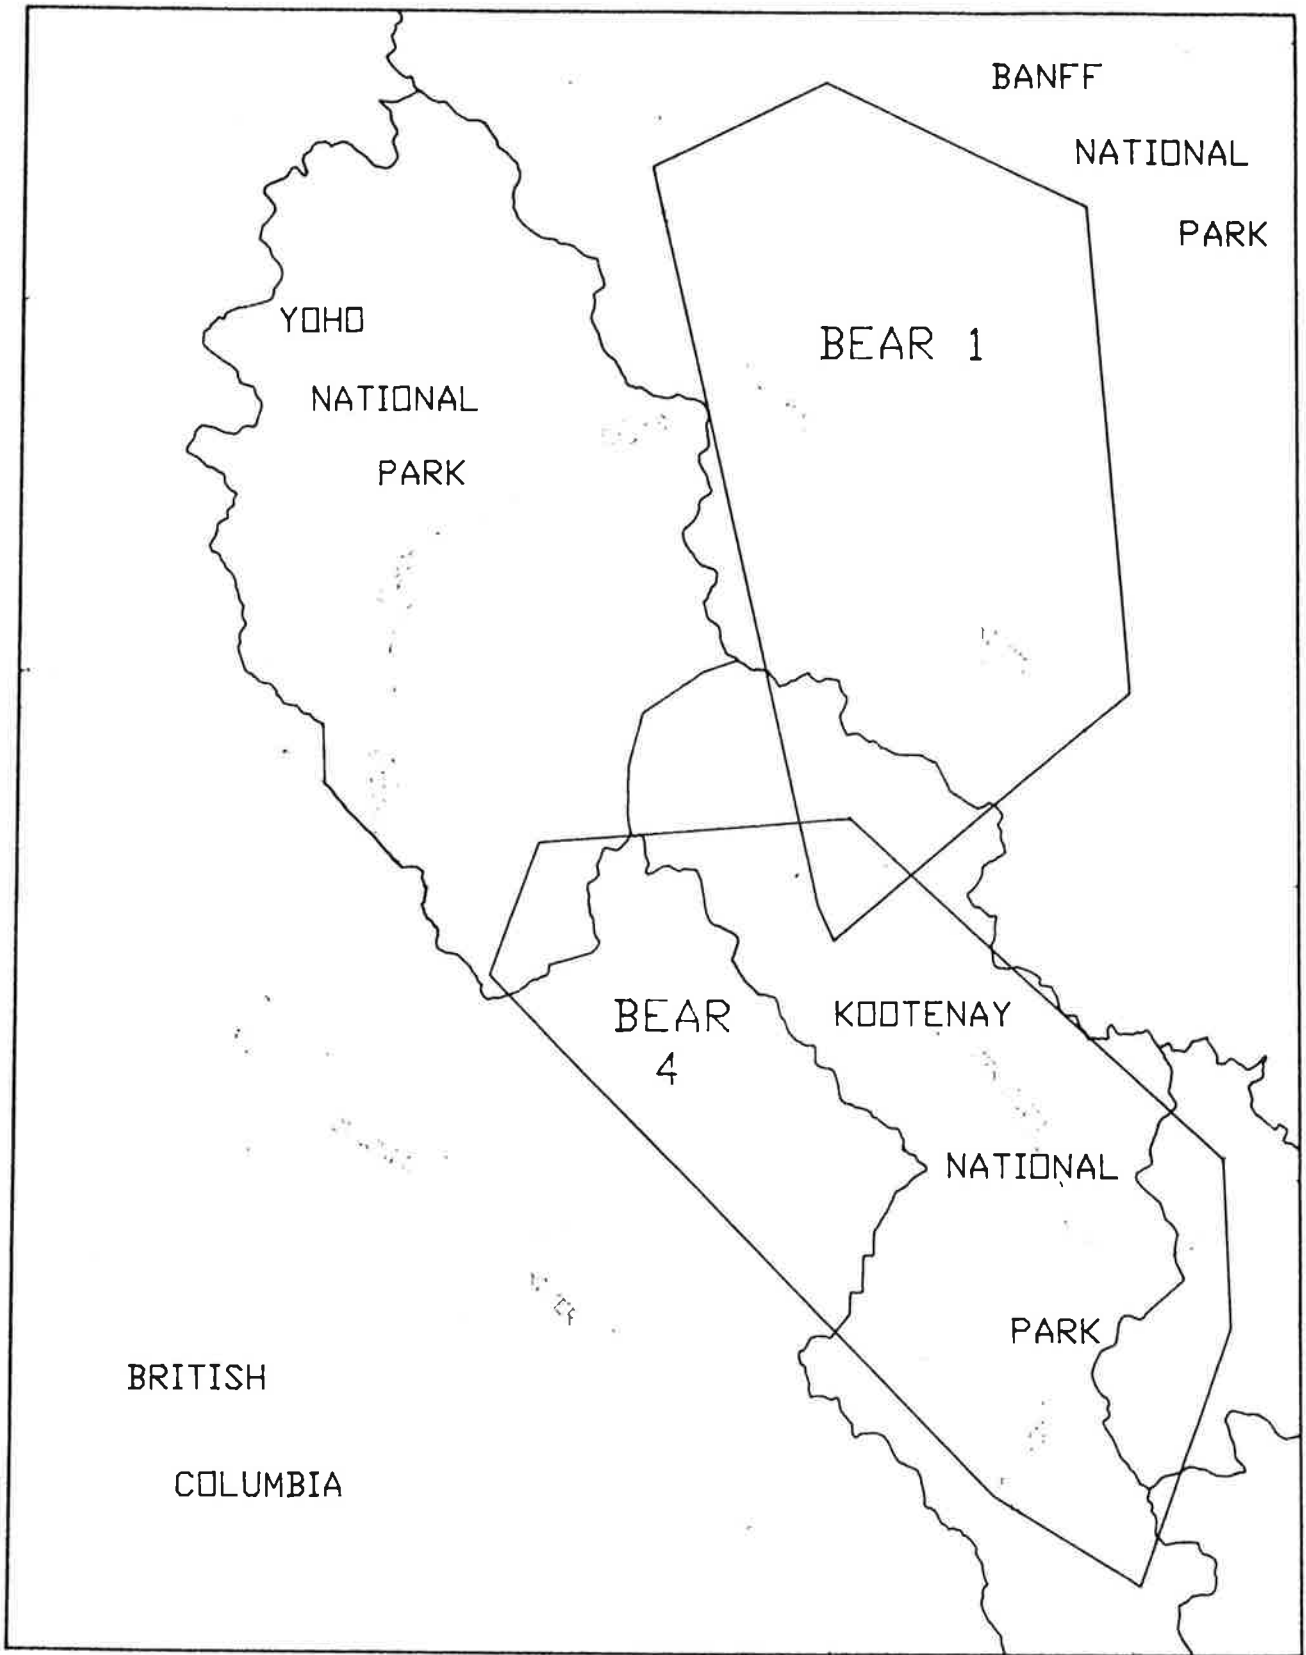 BANFF
NATIONAL
PARK
YOHO
NATIONAL
PARK
BEAR 1
BEAR
4
KOOTENAY
NATIONAL
PARK
BRITISH
COLUMBIA